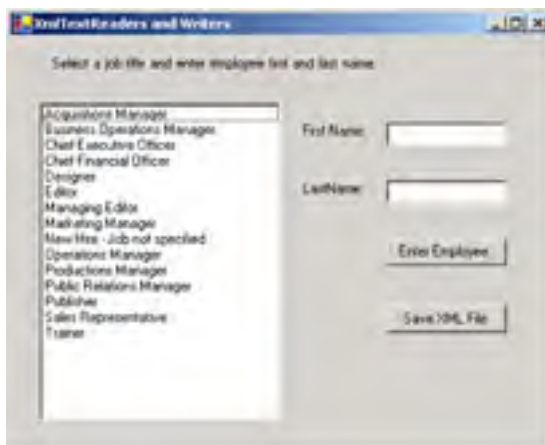 XmlTextReaders and Writers
Select a job title and enter employee first and last name
Acquisitions Manager
Business Operations Manager
Chief Executive Officer
Chief Financial Officer
Designer
Editor
Managing Editor
Marketing Manager
New Hire - Job not specified
Operations Manager
Productions Manager
Public Relations Manager
Publisher
Sales Representative
Trainer
First Name:
LastName:
Enter Employee
Save XML File